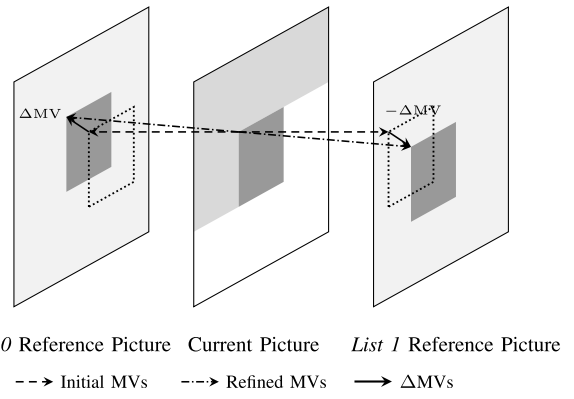 ΔMV
−ΔMV
0 Reference Picture Current Picture List 1 Reference Picture
Initial MVs Refined MVs ΔMVs